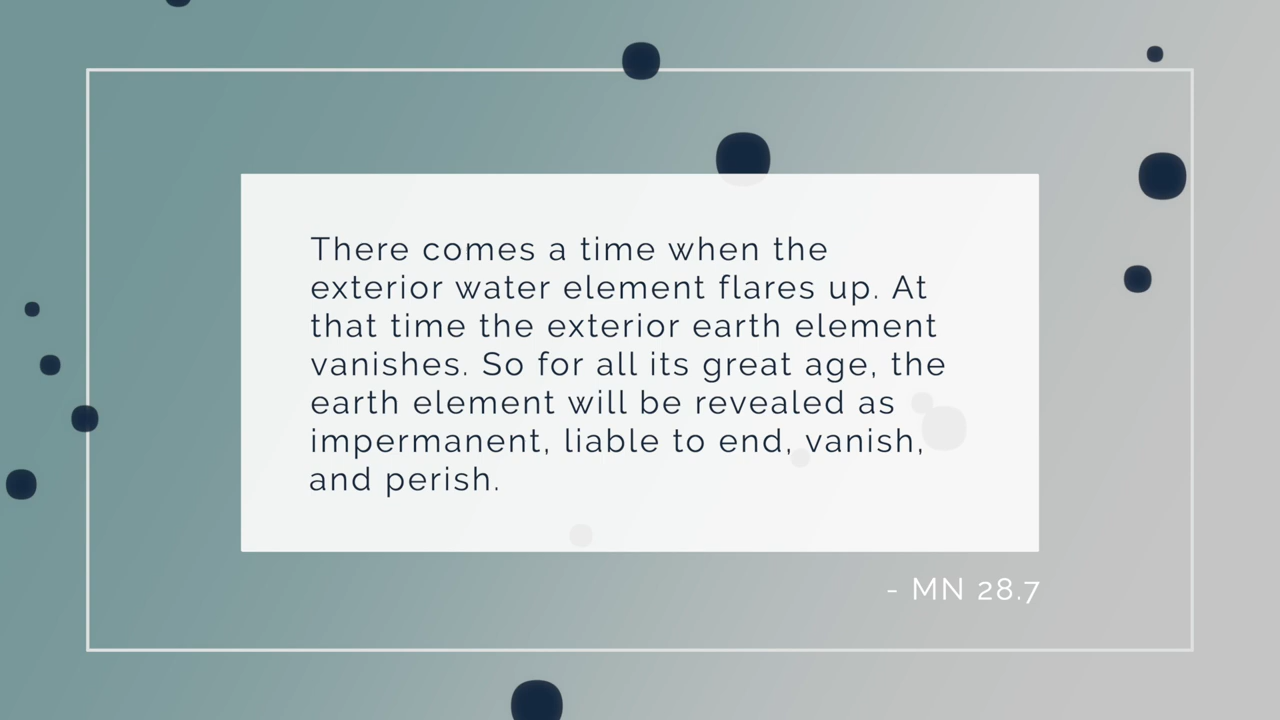 There comes a time when the
exterior water element flares up. At
that time the exterior earth element
vanishes. So for all its great age, the
earth element will be revealed as
impermanent, liable to end, vanish,
and perish.
- MN 28.7